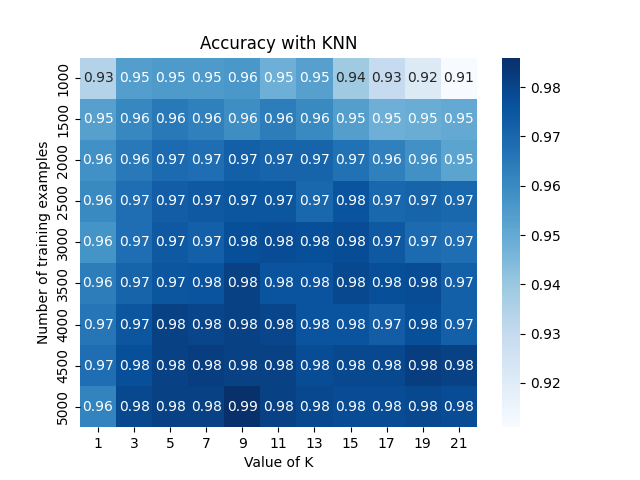 Accuracy with KNN
Number of training examples
1000 0.93 0.95 0.95 0.95 0.96 0.95 0.95 0.94 0.93 0.92 0.91
1500 0.95 0.96 0.96 0.96 0.96 0.96 0.96 0.95 0.95 0.95 0.95
2000 0.96 0.96 0.97 0.97 0.97 0.97 0.97 0.97 0.96 0.96 0.95
2500 0.96 0.97 0.97 0.97 0.97 0.97 0.97 0.98 0.97 0.97 0.97
3000 0.96 0.97 0.97 0.97 0.98 0.98 0.98 0.98 0.97 0.97 0.97
3500 0.96 0.97 0.97 0.98 0.98 0.98 0.98 0.98 0.98 0.98 0.97
4000 0.97 0.97 0.98 0.98 0.98 0.98 0.98 0.98 0.97 0.98 0.97
4500 0.97 0.98 0.98 0.98 0.98 0.98 0.98 0.98 0.98 0.98 0.98
5000 0.96 0.98 0.98 0.98 0.99 0.98 0.98 0.98 0.98 0.98 0.98
1 3 5 7 9 11 13 15 17 19 21
Value of K
0.98
0.97
0.96
0.95
0.94
0.93
0.92